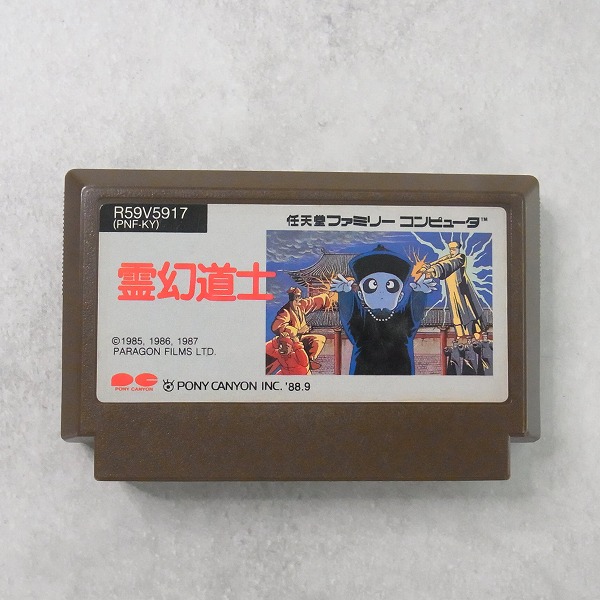 R59V5917
(PNF-KY)
任天堂ファミリー コンピュータ™
霊幻道士
©1985, 1986, 1987
PARAGON FILMS LTD.
PONY CANYON
PONY CANYON INC. '88.9